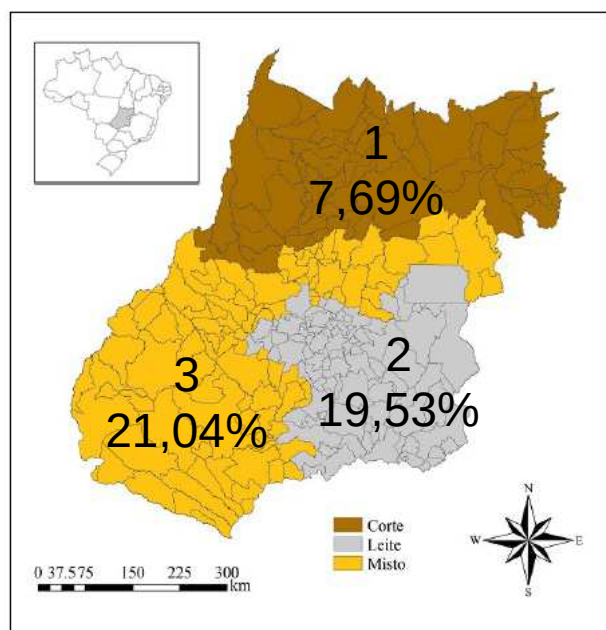 1
7,69%
2
19,53%
3
21,04%
Corte
Leite
Misto
N
W E
S
0 37.575 150 225 300
km